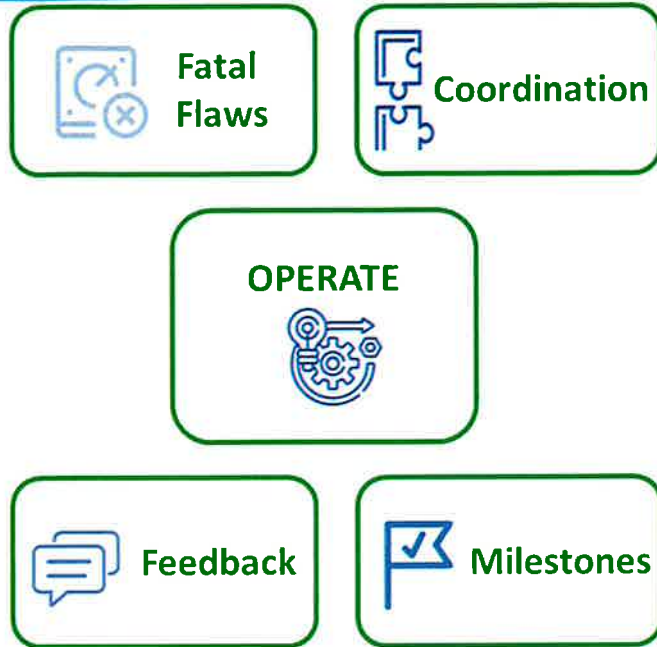 Fatal
Flaws
Coordination
OPERATE
Feedback
Milestones